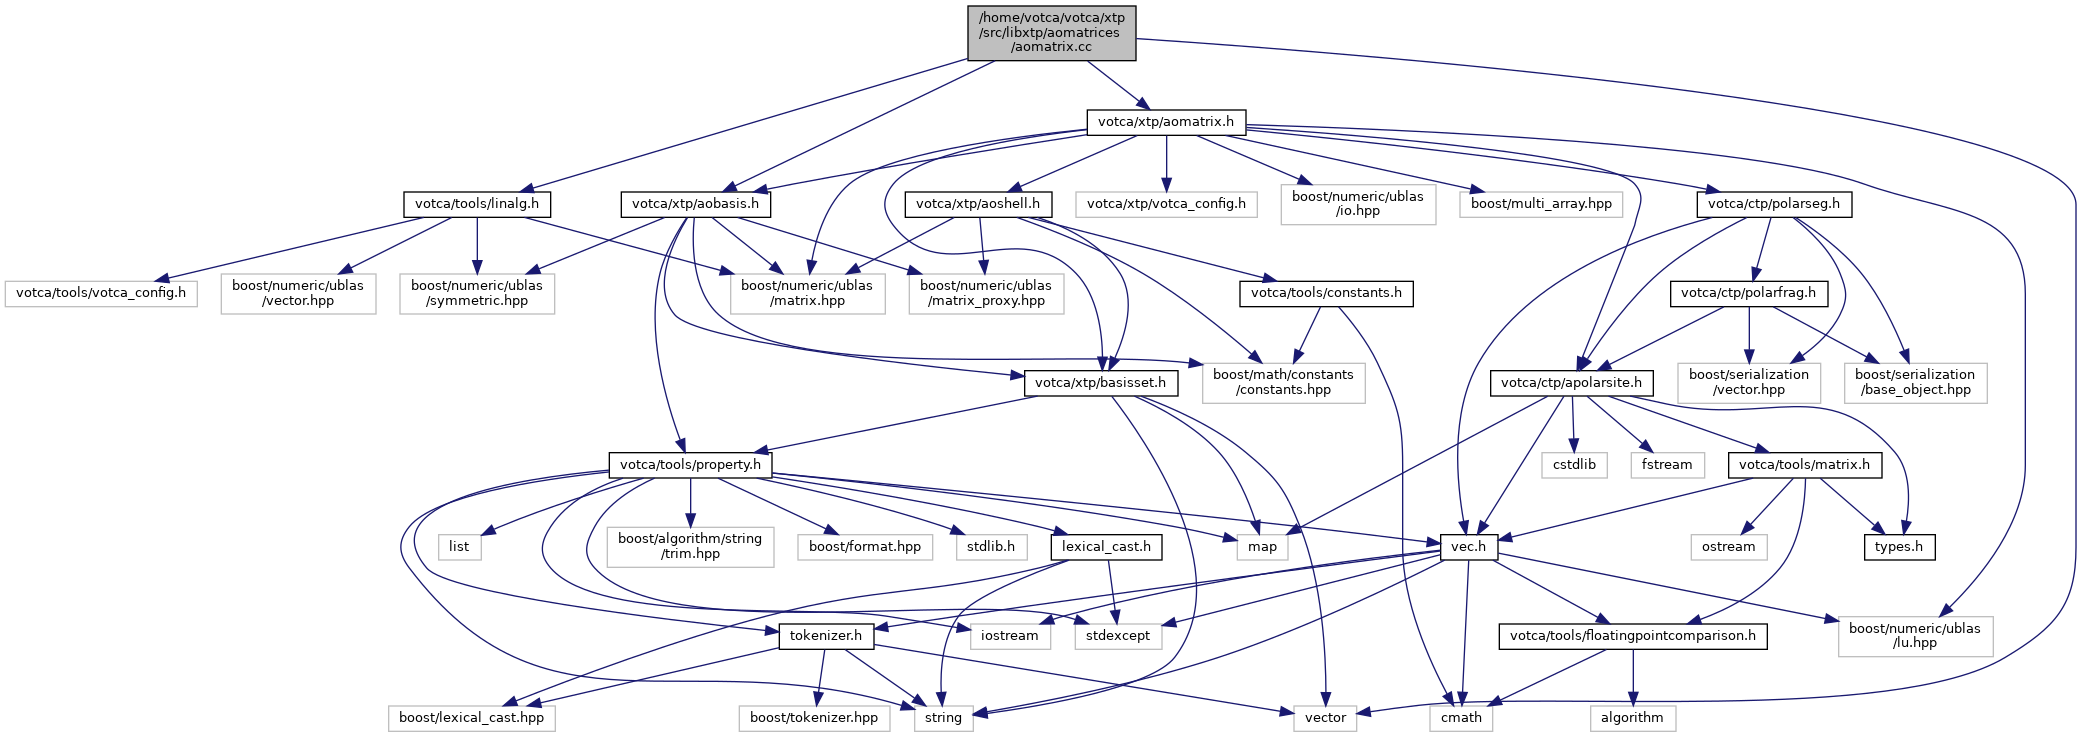 /home/votca/votca/xtp
/src/libxtp/aomatrices
/aomatrix.cc
votca/xtp/aomatrix.h
votca/tools/linalg.h
votca/xtp/aobasis.h
votca/xtp/aoshell.h
votca/xtp/votca_config.h
boost/numeric/ublas
/io.hpp
boost/multi_array.hpp
votca/ctp/polarseg.h
votca/tools/votca_config.h
boost/numeric/ublas
/vector.hpp
boost/numeric/ublas
/symmetric.hpp
boost/numeric/ublas
/matrix.hpp
boost/numeric/ublas
/matrix_proxy.hpp
votca/tools/constants.h
votca/ctp/polarfrag.h
votca/xtp/basisset.h
boost/math/constants
/constants.hpp
votca/ctp/apolarsite.h
boost/serialization
/vector.hpp
boost/serialization
/base_object.hpp
votca/tools/property.h
cstdlib
fstream
votca/tools/matrix.h
list
boost/algorithm/string
/trim.hpp
boost/format.hpp
stdlib.h
lexical_cast.h
map
vec.h
ostream
types.h
tokenizer.h
iostream
stdexcept
votca/tools/floatingpointcomparison.h
boost/numeric/ublas
/lu.hpp
boost/lexical_cast.hpp
boost/tokenizer.hpp
string
vector
cmath
algorithm